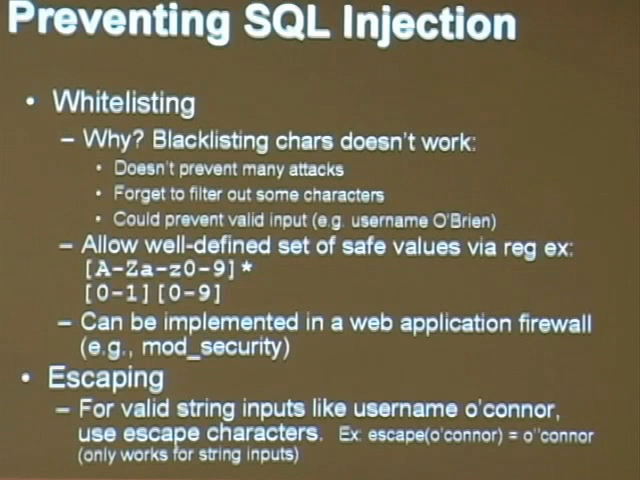 Preventing SQL Injection
• Whitelisting
– Why? Blacklisting chars doesn't work:
• Doesn't prevent many attacks
• Forget to filter out some characters
• Could prevent valid input (e.g. username O'Brien)
– Allow well-defined set of safe values via reg ex:
[A-Za-z0-9]*
[0-1][0-9]
– Can be implemented in a web application firewall
(e.g., mod_security)
• Escaping
– For valid string inputs like username o'connor,
use escape characters. Ex: escape(o'connor) = o''connor
(only works for string inputs)